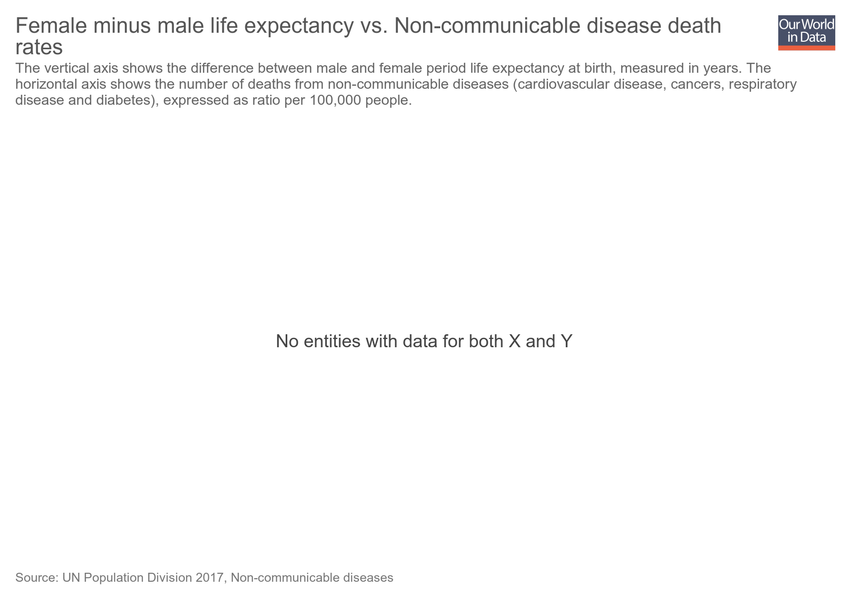 Female minus male life expectancy vs. Non-communicable disease death
rates
Our World
in Data
The vertical axis shows the difference between male and female period life expectancy at birth, measured in years. The
horizontal axis shows the number of deaths from non-communicable diseases (cardiovascular disease, cancers, respiratory
disease and diabetes), expressed as ratio per 100,000 people.
No entities with data for both X and Y
Source: UN Population Division 2017, Non-communicable diseases